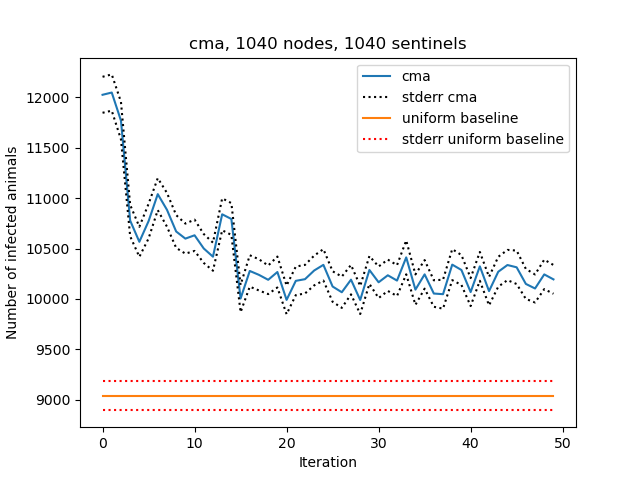 cma, 1040 nodes, 1040 sentinels
Number of infected animals
12000
11500
11000
10500
10000
9500
9000
cma
stderr cma
uniform baseline
stderr uniform baseline
0 10 20 30 40 50
Iteration